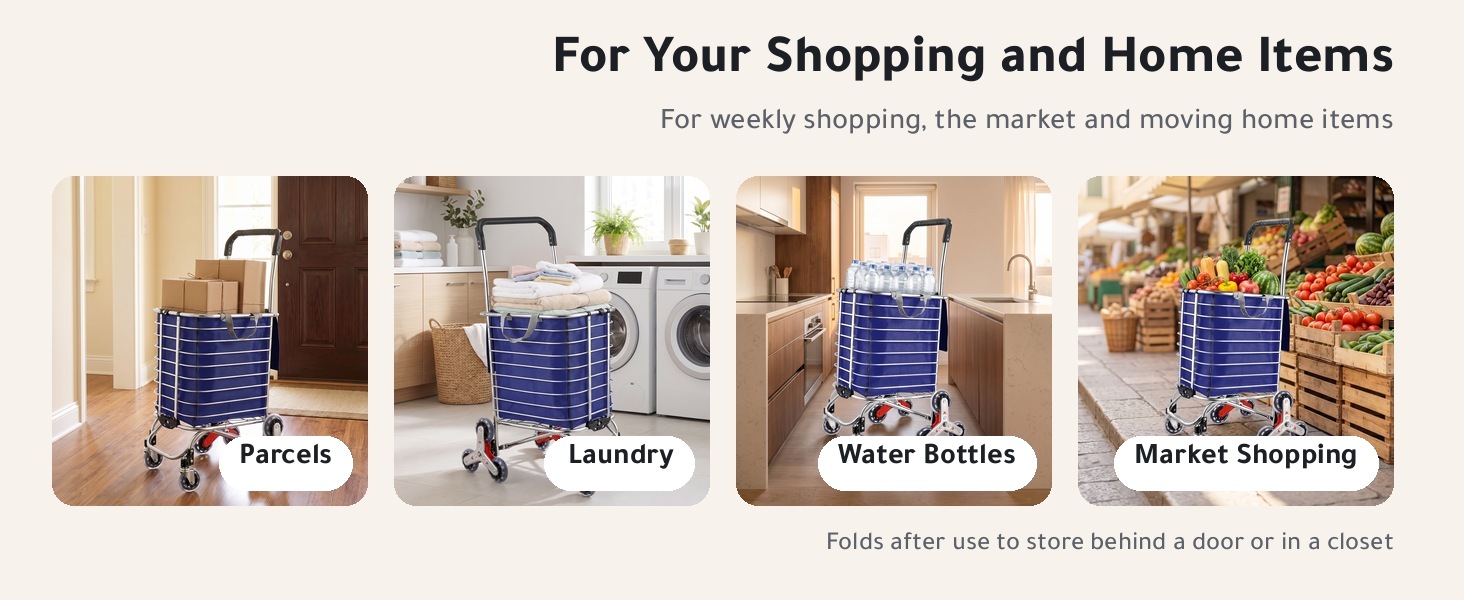 For Your Shopping and Home Items
For weekly shopping, the market and moving home items
Parcels
Laundry
Water Bottles
Market Shopping
Folds after use to store behind a door or in a closet